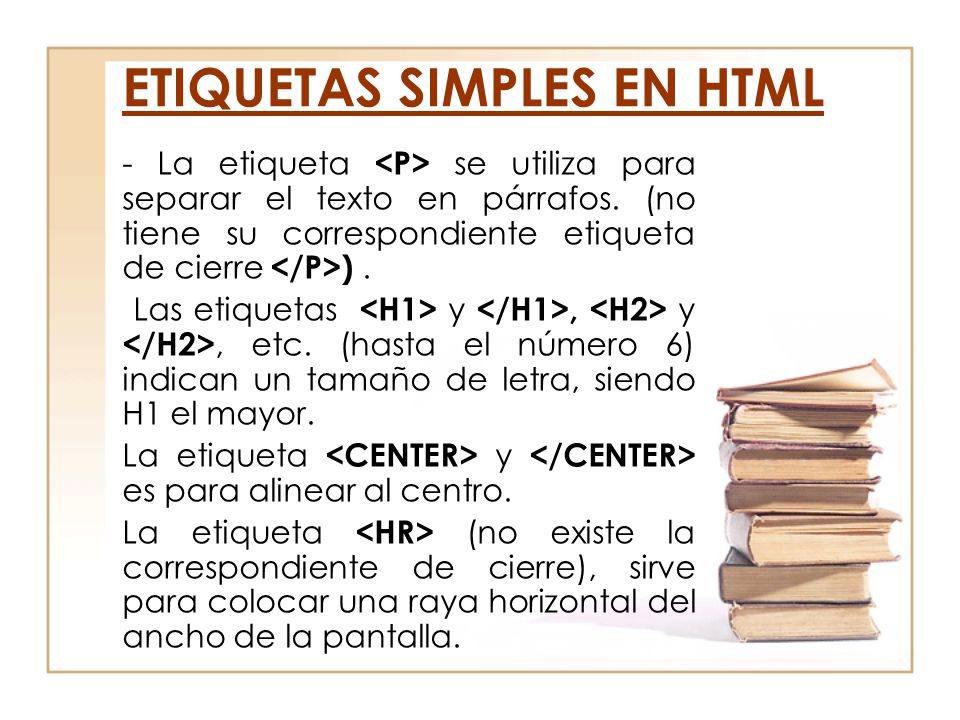 ETIQUETAS SIMPLES EN HTML
- La etiqueta <P> se utiliza para
separar el texto en párrafos. (no
tiene su correspondiente etiqueta
de cierre </P>) .
Las etiquetas <H1> y </H1>, <H2> y
</H2>, etc. (hasta el número 6)
indican un tamaño de letra, siendo
H1 el mayor.
La etiqueta <CENTER> y </CENTER>
es para alinear al centro.
La etiqueta <HR> (no existe la
correspondiente de cierre), sirve
para colocar una raya horizontal del
ancho de la pantalla.